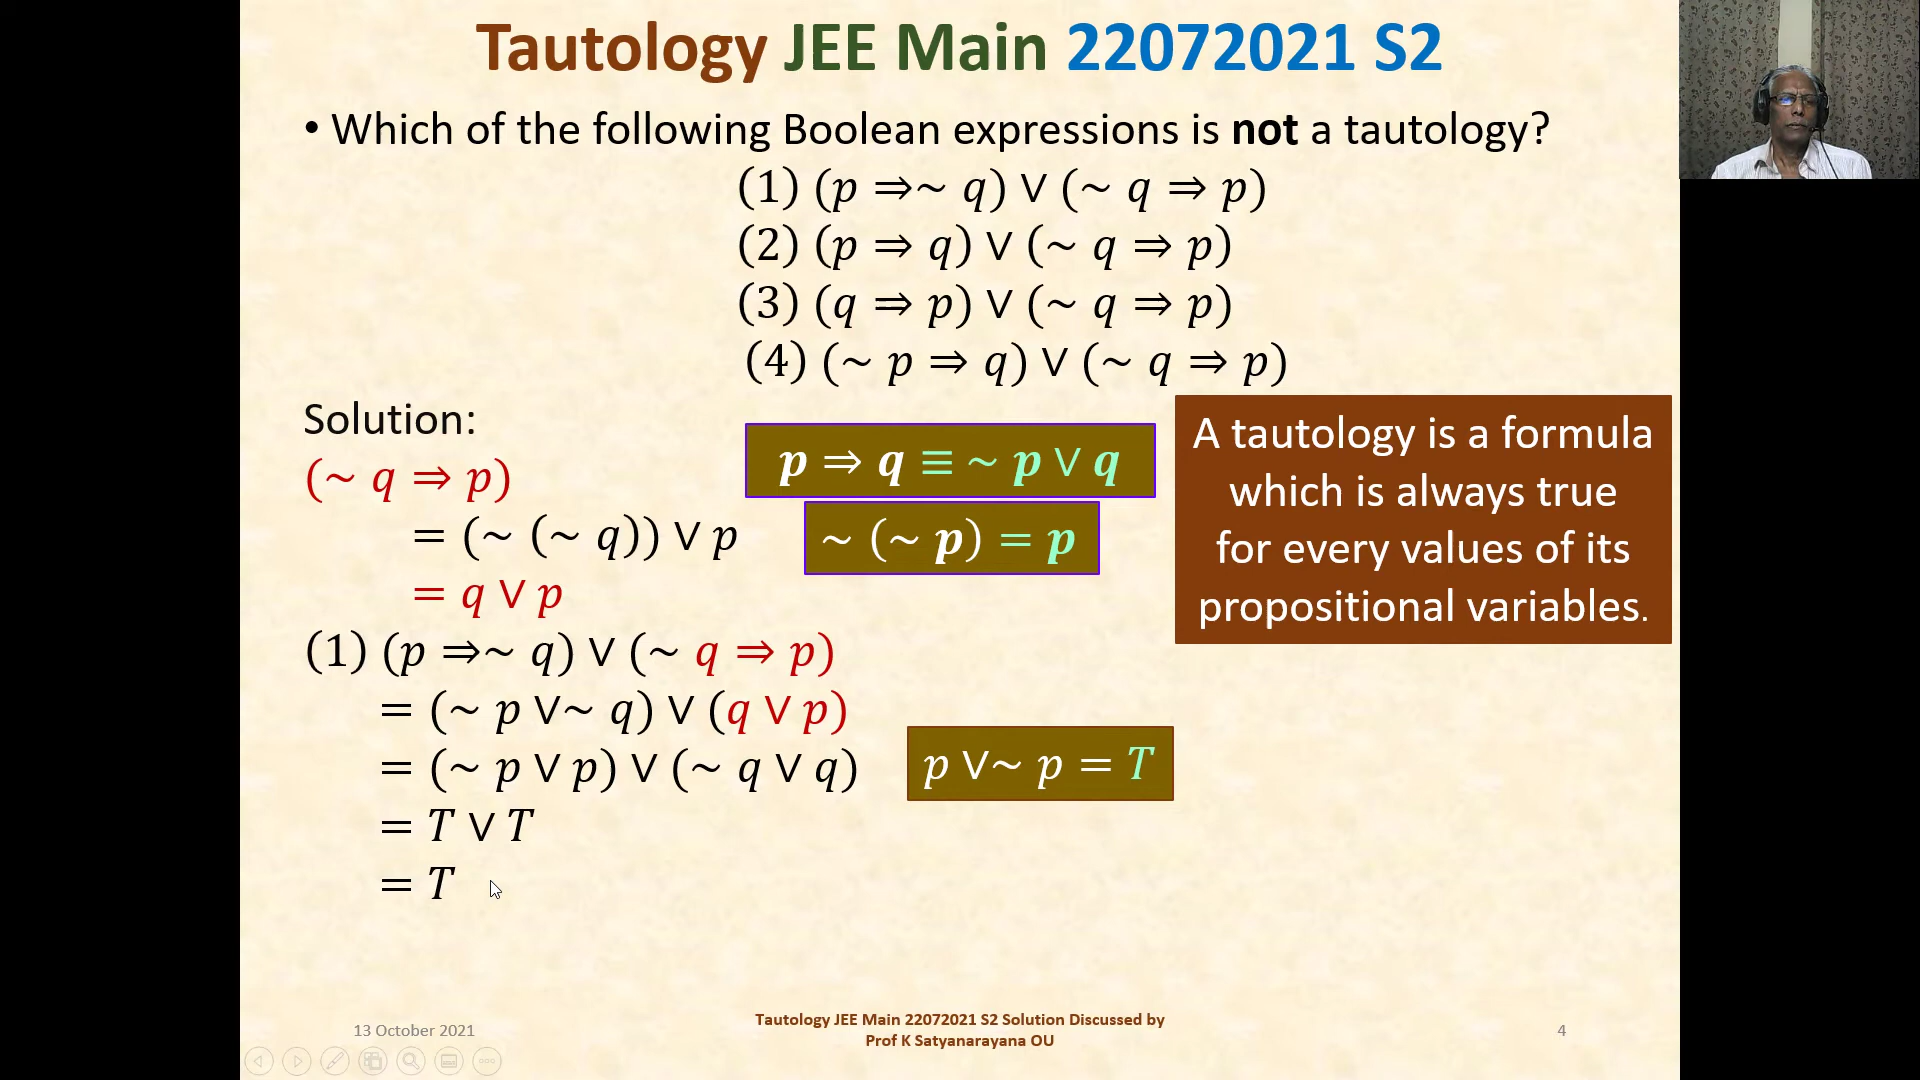 Tautology JEE Main 22072021 S2
• Which of the following Boolean expressions is not a tautology?
(1) (p ⇒∼ q) ∨ (∼ q ⇒ p)
(2) (p ⇒ q) ∨ (∼ q ⇒ p)
(3) (q ⇒ p) ∨ (∼ q ⇒ p)
(4) (∼ p ⇒ q) ∨ (∼ q ⇒ p)
Solution:
(∼ q ⇒ p)
= (∼ (∼ q)) ∨ p
= q ∨ p
p ⇒ q ≡ ∼ p ∨ q
∼ (∼ p) = p
A tautology is a formula
which is always true
for every values of its
propositional variables.
(1) (p ⇒∼ q) ∨ (∼ q ⇒ p)
= (∼ p ∨∼ q) ∨ (q ∨ p)
= (∼ p ∨ p) ∨ (∼ q ∨ q)
p ∨∼ p = T
= T ∨ T
= T
13 October 2021
Tautology JEE Main 22072021 S2 Solution Discussed by
Prof K Satyanarayana OU
4